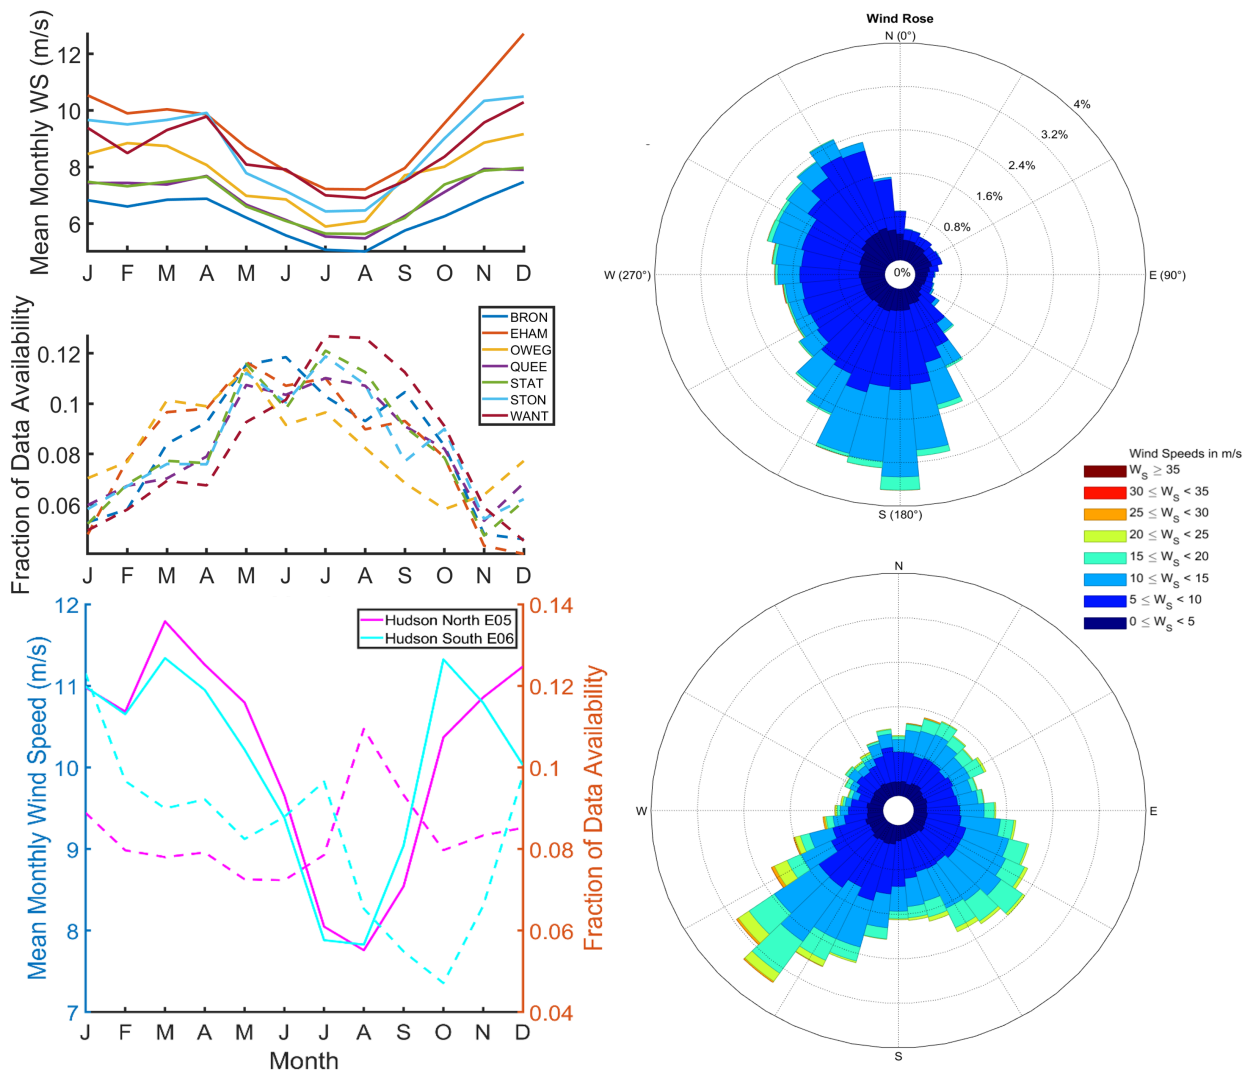 Mean Monthly WS (m/s)
12
10
8
6
J F M A M J J A S O N D
Fraction of Data Availability
0.12
0.1
0.08
0.06
BRON
EHAM
OWEG
QUEE
STAT
STON
WANT
J F M A M J J A S O N D
Mean Monthly Wind Speed (m/s)
12
11
10
9
8
7
Hudson North E05
Hudson South E06
0.14
0.12
0.1
0.08
0.06
0.04
Fraction of Data Availability
J F M A M J J A S O N D
Month
Wind Rose
N (0°)
4%
3.2%
2.4%
1.6%
0.8%
0%
W (270°)
E (90°)
S (180°)
Wind Speeds in m/s
W_S ≥ 35
30 ≤ W_S < 35
25 ≤ W_S < 30
20 ≤ W_S < 25
15 ≤ W_S < 20
10 ≤ W_S < 15
5 ≤ W_S < 10
0 ≤ W_S < 5
N
W
E
S